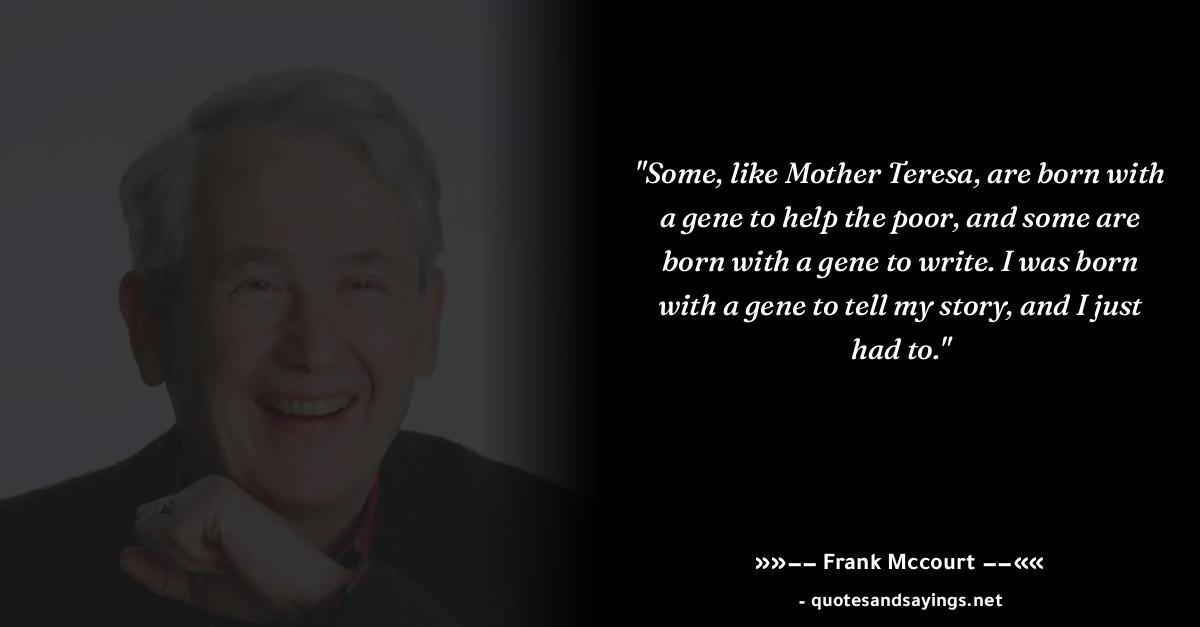 "Some, like Mother Teresa, are born with
a gene to help the poor, and some are
born with a gene to write. I was born
with a gene to tell my story, and I just
had to."
»»–– Frank Mccourt ––««
- quotesandsayings.net